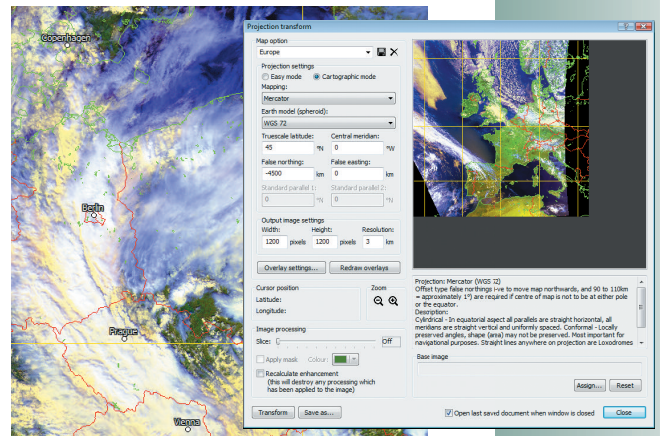 Copenhagen
Berlin
Prague
Vienna
Projection transform
Map option
Europe
Projection settings
Easy mode Cartographic mode
Mapping:
Mercator
Earth model (spheroid):
WGS 72
Truescale latitude: Central meridian:
45 °N 0 °W
False northing: False easting:
-4500 km 0 km
Standard parallel 1: Standard parallel 2:
0 °N 0 °N
Output image settings
Width: Height: Resolution:
1200 pixels 1200 pixels 3 km
Overlay settings... Redraw overlays
Cursor position Zoom
Latitude:
Longitude:
Image processing
Slice: Off
Apply mask Colour:
Recalculate enhancement
(this will destroy any processing which
has been applied to the image)
Transform Save as...
Projection: Mercator (WGS 72)
Offset type false northings i-ve to move map northwards, and 90 to 110km
= approximately 1°) are required if centre of map is not to be at either pole
or the equator.
Description:
Cylindrical - In equatorial aspect all parallels are straight horizontal, all
meridians are straight vertical and uniformly spaced. Conformal - Locally
preserved angles, shape (area) may not be preserved. Most important for
navigational purposes. Straight lines anywhere on projection are Loxodromes
Base image
Assign... Reset
Open last saved document when window is closed Close